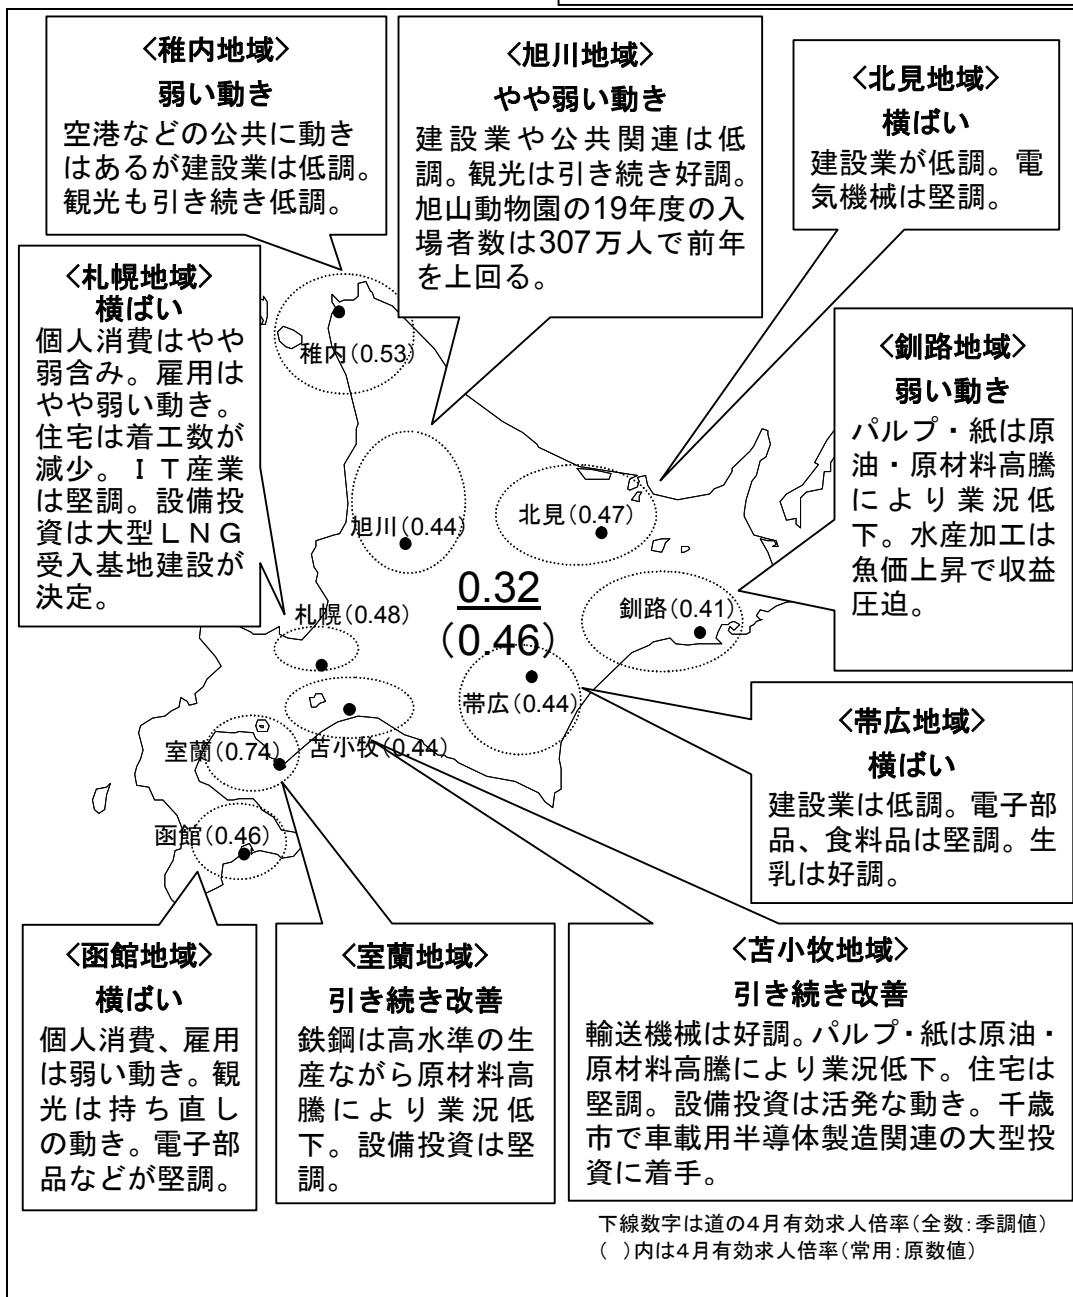 〈稚内地域〉
弱い動き
空港などの公共に動き
はあるが建設業は低調。
観光も引き続き低調。
〈旭川地域〉
やや弱い動き
建設業や公共関連は低
調。観光は引き続き好調。
旭山動物園の19年度の入
場者数は307万人で前年
を上回る。
〈北見地域〉
横ばい
建設業が低調。電
気機械は堅調。
〈札幌地域〉
横ばい
個人消費はやや
弱含み。雇用は
やや弱い動き。
住宅は着工数が
減少。ＩＴ産業
は堅調。設備投
資は大型ＬＮＧ
受入基地建設が
決定。
〈釧路地域〉
弱い動き
パルプ・紙は原
油・原材料高騰
により業況低
下。水産加工は
魚価上昇で収益
圧迫。
稚内(0.53)
旭川(0.44)
北見(0.47)
0.32
(0.46)
釧路(0.41)
札幌(0.48)
帯広(0.44)
室蘭(0.74)
苫小牧(0.44)
函館(0.46)
〈帯広地域〉
横ばい
建設業は低調。電子部
品、食料品は堅調。生
乳は好調。
〈函館地域〉
横ばい
個人消費、雇用
は弱い動き。観
光は持ち直し
の動き。電子部
品などが堅調。
〈室蘭地域〉
引き続き改善
鉄鋼は高水準の生
産ながら原材料高
騰により業況低
下。設備投資は堅
調。
〈苫小牧地域〉
引き続き改善
輸送機械は好調。パルプ・紙は原油・
原材料高騰により業況低下。住宅は
堅調。設備投資は活発な動き。千歳
市で車載用半導体製造関連の大型投
資に着手。
下線数字は道の4月有効求人倍率(全数:季調値)
( )内は4月有効求人倍率(常用:原数値)